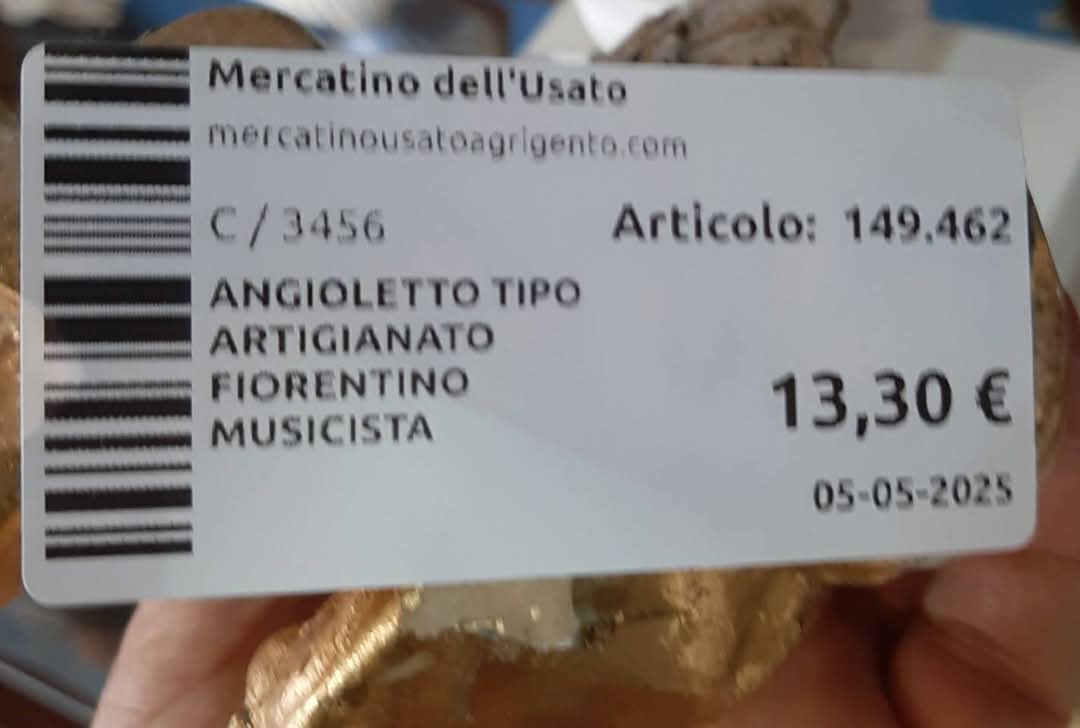 Mercatino dell'Usato
mercatinousatoagrigento.com
C / 3456 Articolo: 149.462
ANGIOLETTO TIPO
ARTIGIANATO
FIORENTINO
MUSICISTA
13,30 €
05-05-2025